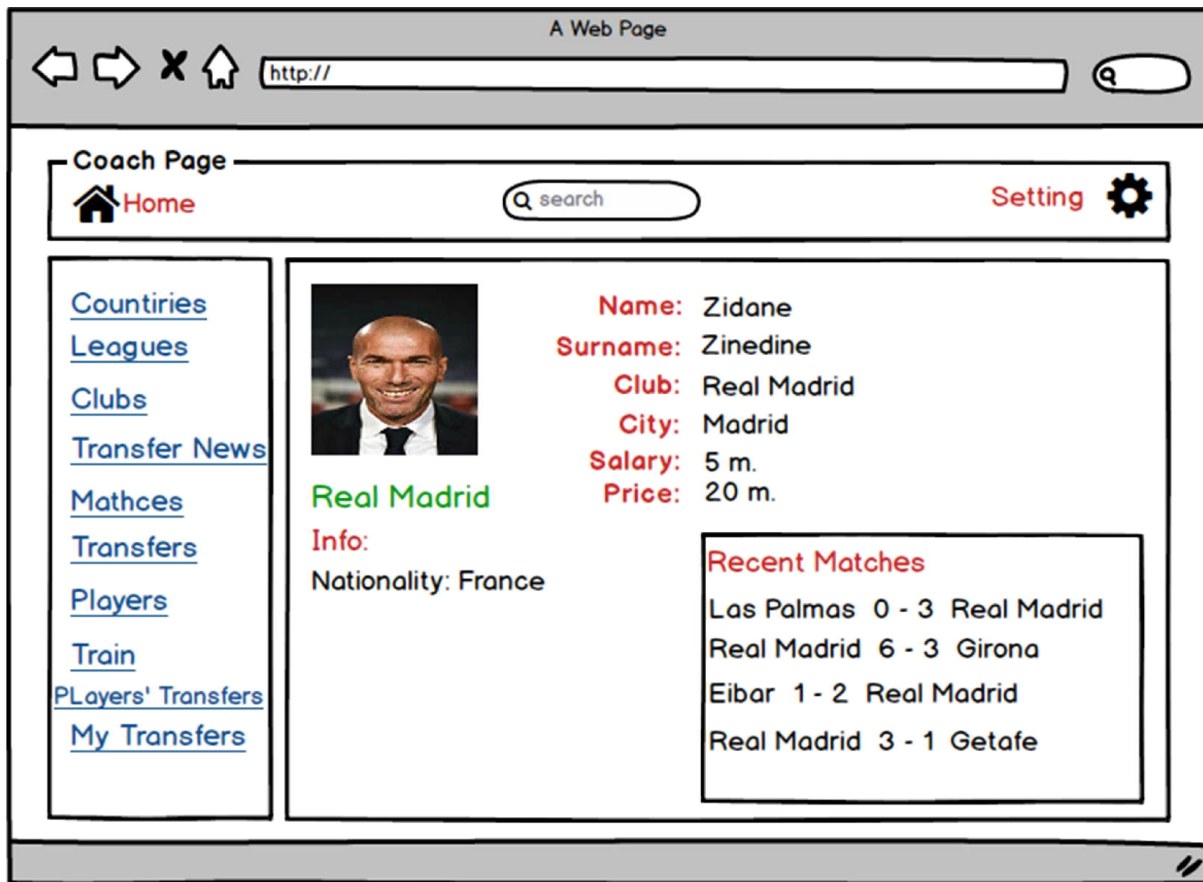 A Web Page
http://
Coach Page
Home
search
Setting
Countiries
Leagues
Clubs
Transfer News
Mathces
Transfers
Players
Train
PLayers' Transfers
My Transfers
Name: Zidane
Surname: Zinedine
Club: Real Madrid
City: Madrid
Salary: 5 m.
Price: 20 m.
Real Madrid
Info:
Nationality: France
Recent Matches
Las Palmas 0 - 3 Real Madrid
Real Madrid 6 - 3 Girona
Eibar 1 - 2 Real Madrid
Real Madrid 3 - 1 Getafe